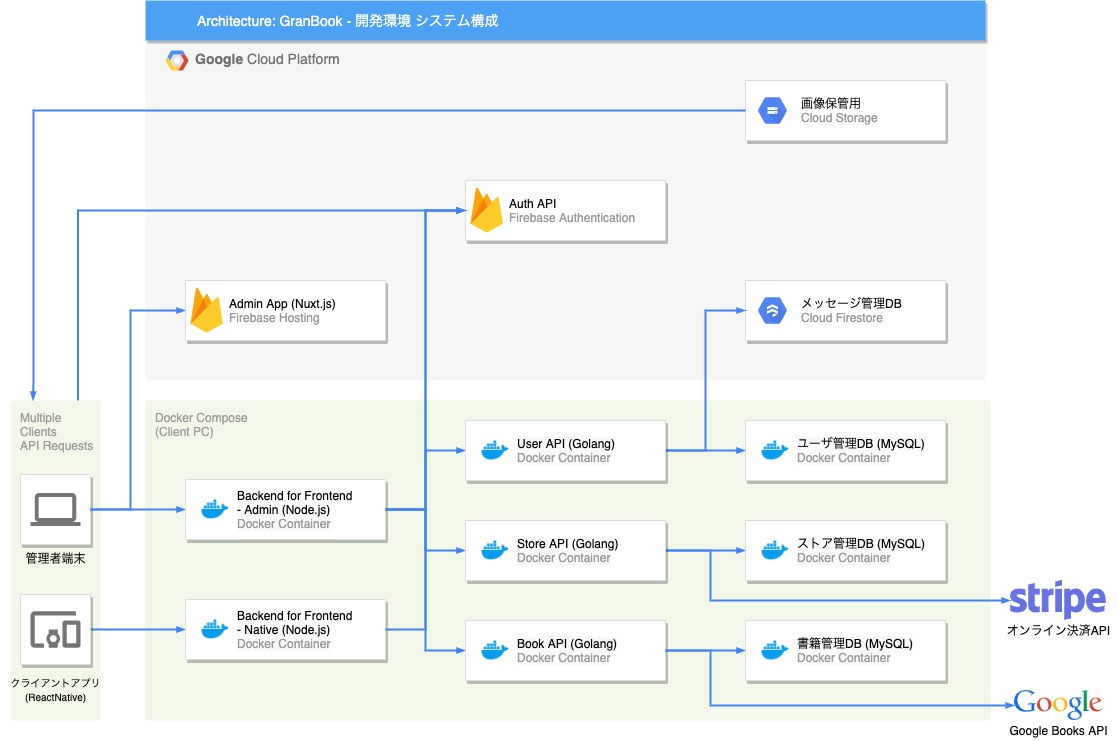 Architecture: GranBook - 開発環境 システム構成
Google Cloud Platform
画像保管用
Cloud Storage
Auth API
Firebase Authentication
Admin App (Nuxt.js)
Firebase Hosting
メッセージ管理DB
Cloud Firestore
Multiple
Clients
API Requests
管理者端末
クライアントアプリ
(ReactNative)
Docker Compose
(Client PC)
Backend for Frontend
- Admin (Node.js)
Docker Container
Backend for Frontend
- Native (Node.js)
Docker Container
User API (Golang)
Docker Container
Store API (Golang)
Docker Container
Book API (Golang)
Docker Container
ユーザ管理DB (MySQL)
Docker Container
ストア管理DB (MySQL)
Docker Container
書籍管理DB (MySQL)
Docker Container
stripe
オンライン決済API
Google
Google Books API